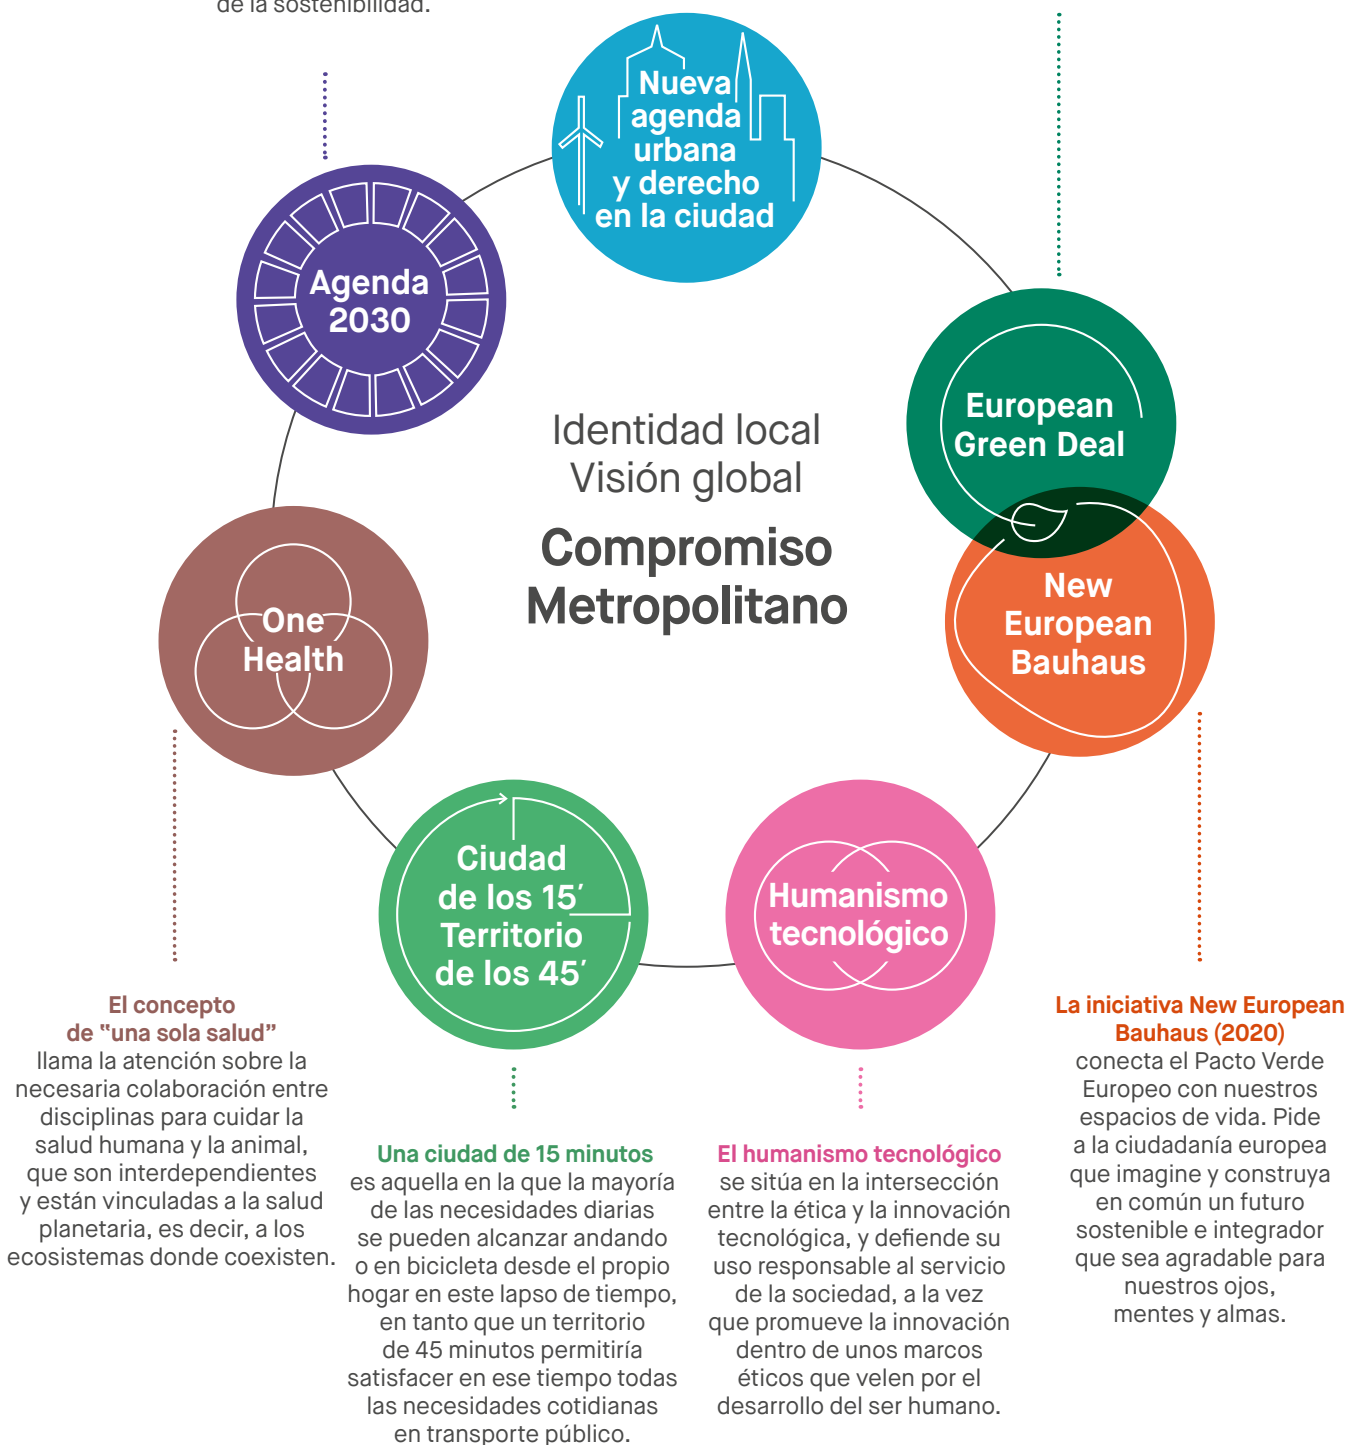 de la sostenibilidad.
Nueva
agenda
urbana
y derecho
en la ciudad
Agenda
2030
European
Green Deal
Identidad local
Visión global
Compromiso
Metropolitano
New
European
Bauhaus
One
Health
Ciudad
de los 15′
Territorio
de los 45′
Humanismo
tecnológico
El concepto
de “una sola salud”
llama la atención sobre la
necesaria colaboración entre
disciplinas para cuidar la
salud humana y la animal,
que son interdependientes
y están vinculadas a la salud
planetaria, es decir, a los
ecosistemas donde coexisten.
Una ciudad de 15 minutos
es aquella en la que la mayoría
de las necesidades diarias
se pueden alcanzar andando
o en bicicleta desde el propio
hogar en este lapso de tiempo,
en tanto que un territorio
de 45 minutos permitiría
satisfacer en ese tiempo todas
las necesidades cotidianas
en transporte público.
El humanismo tecnológico
se sitúa en la intersección
entre la ética y la innovación
tecnológica, y defiende su
uso responsable al servicio
de la sociedad, a la vez
que promueve la innovación
dentro de unos marcos
éticos que velen por el
desarrollo del ser humano.
La iniciativa New European
Bauhaus (2020)
conecta el Pacto Verde
Europeo con nuestros
espacios de vida. Pide
a la ciudadanía europea
que imagine y construya
en común un futuro
sostenible e integrador
que sea agradable para
nuestros ojos,
mentes y almas.